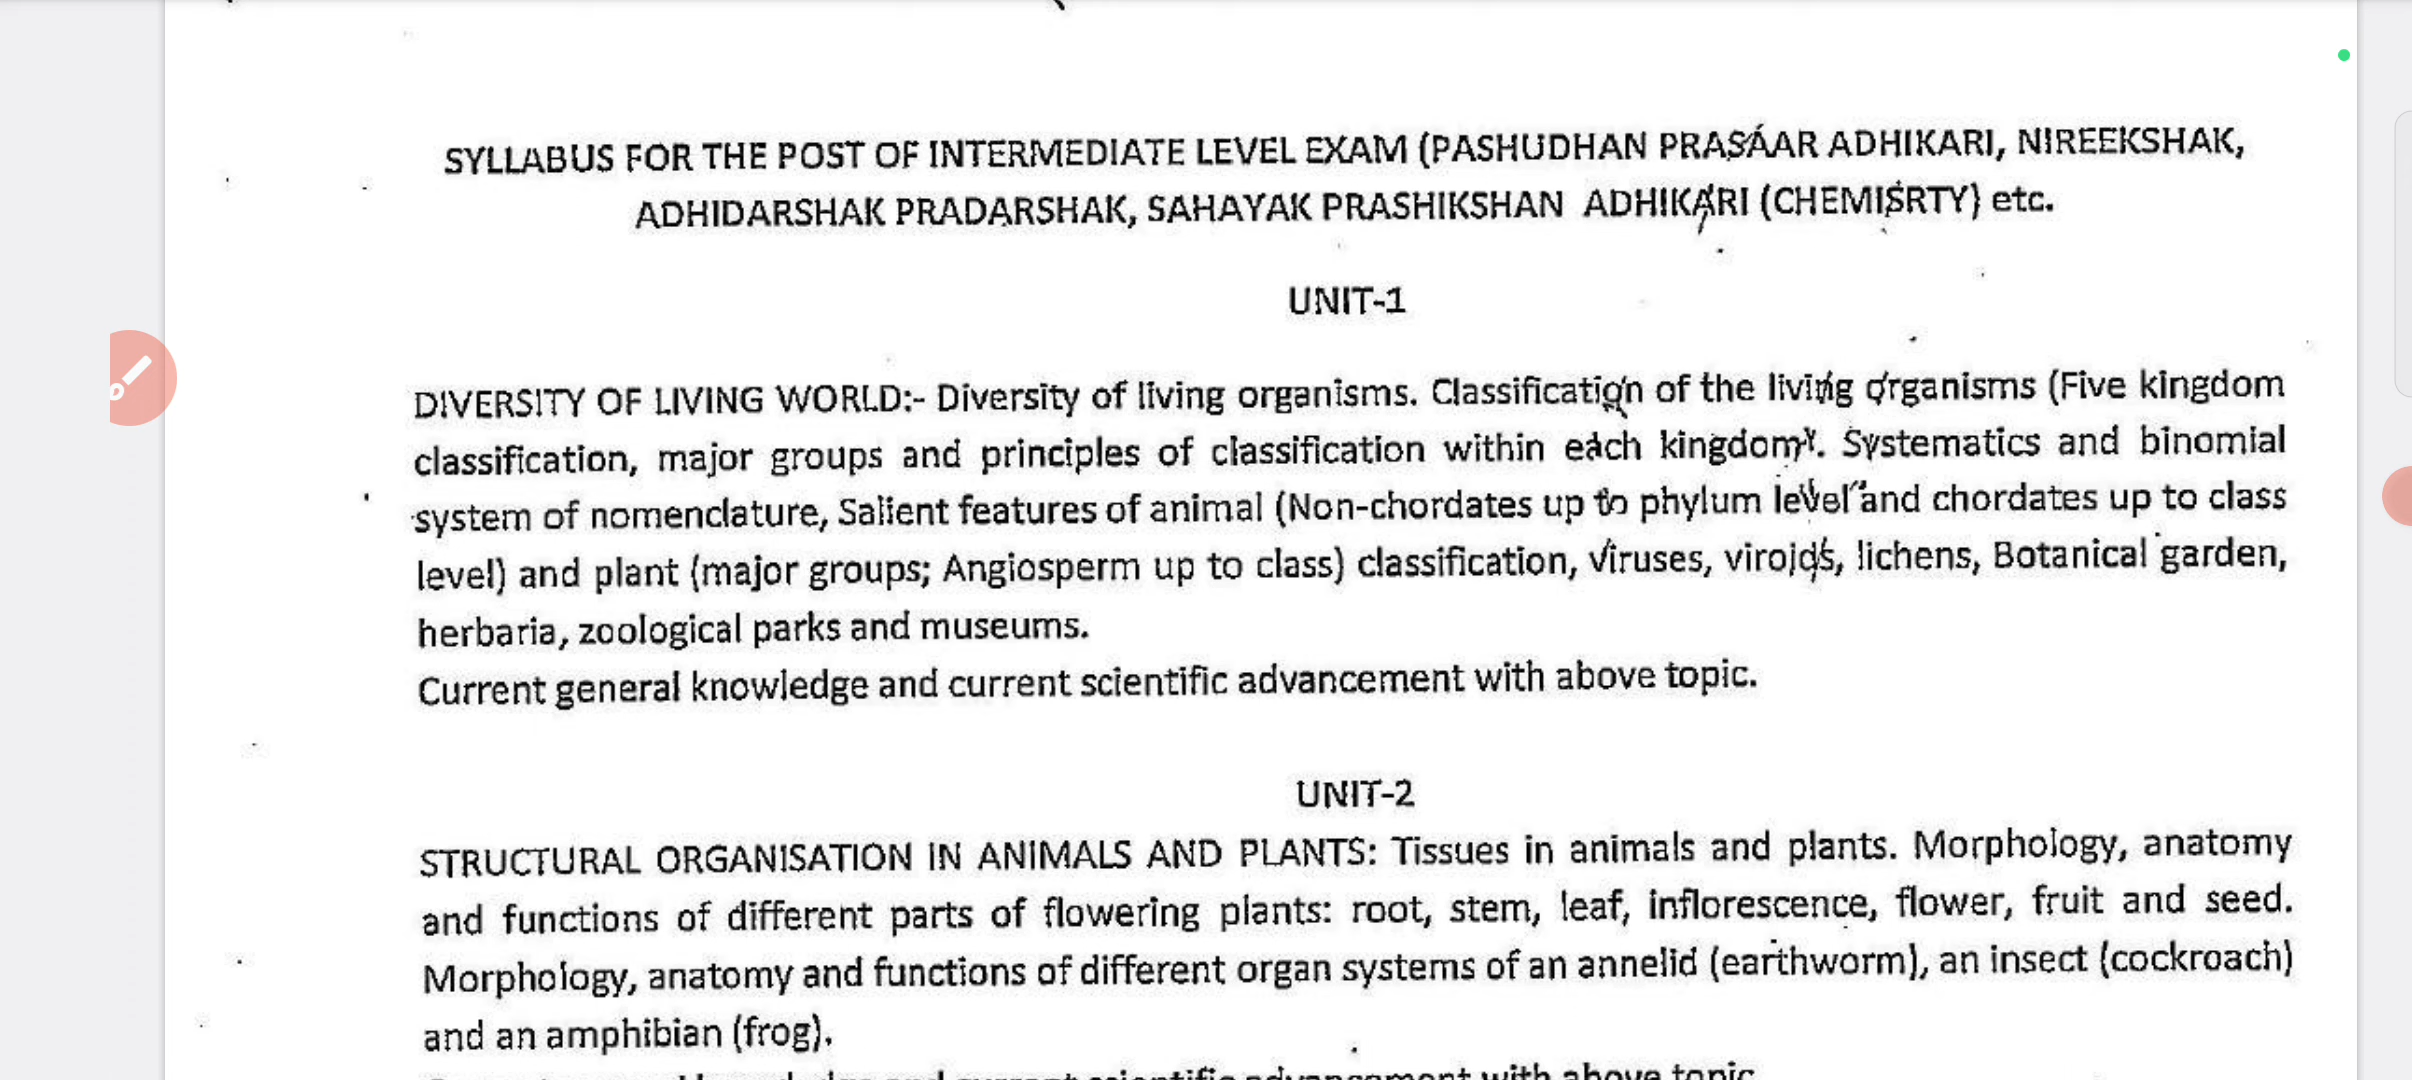 SYLLABUS FOR THE POST OF INTERMEDIATE LEVEL EXAM (PASHUDHAN PRASAAR ADHIKARI, NIREEKSHAK,
ADHIDARSHAK PRADARSHAK, SAHAYAK PRASHIKSHAN ADHIKARI (CHEMISRTY) etc.
UNIT-1
DIVERSITY OF LIVING WORLD:- Diversity of living organisms. Classification of the living organisms (Five kingdom
classification, major groups and principles of classification within each kingdom). Systematics and binomial
system of nomenclature, Salient features of animal (Non-chordates up to phylum level and chordates up to class
level) and plant (major groups; Angiosperm up to class) classification, Viruses, viroids, lichens, Botanical garden,
herbaria, zoological parks and museums.
Current general knowledge and current scientific advancement with above topic.
UNIT-2
STRUCTURAL ORGANISATION IN ANIMALS AND PLANTS: Tissues in animals and plants. Morphology, anatomy
and functions of different parts of flowering plants: root, stem, leaf, inflorescence, flower, fruit and seed.
Morphology, anatomy and functions of different organ systems of an annelid (earthworm), an insect (cockroach)
and an amphibian (frog).
current scientific advancement with above topic